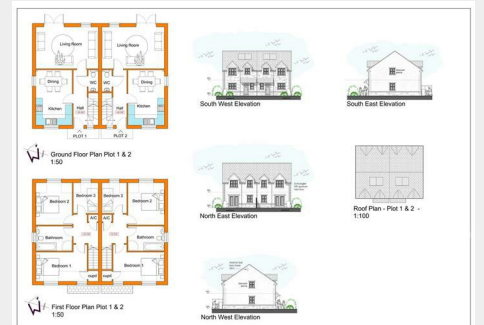 Living Room
Living Room
Dining
WC
WC
Dining
Kitchen
Hall
Hall
Kitchen
PLOT 1
PLOT 2
Ground Floor Plan Plot 1 & 2
1:50
Bedroom 2
Bedroom 3
Bedroom 3
Bedroom 2
A/C
A/C
Bathroom
Bathroom
Bedroom 1
Bedroom 1
cupd
cupd
First Floor Plan Plot 1 & 2
1:50
South West Elevation
South East Elevation
North East Elevation
Roof Plan - Plot 1 & 2 -
1:100
North West Elevation